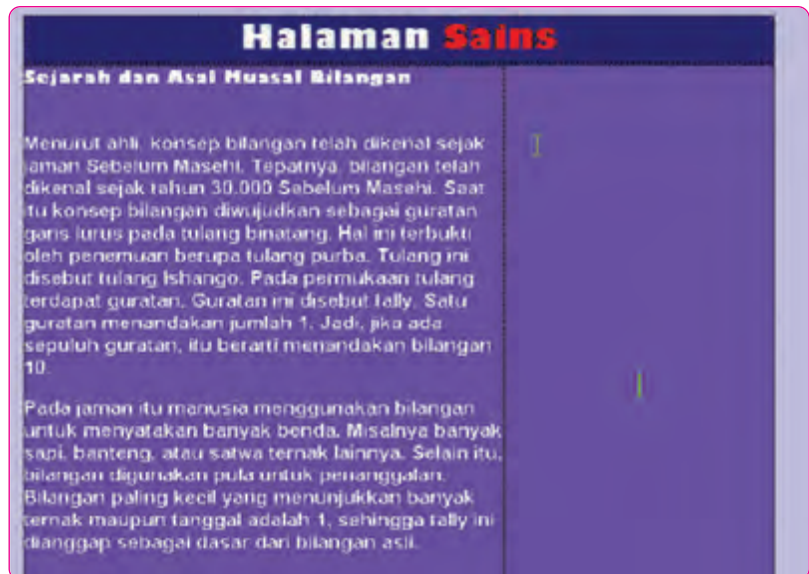 Halaman Sains
Sejarah dan Asal Muasal Bilangan
Menurut ahli, konsep bilangan telah dikenal sejak
jaman Sebelum Masehi. Tepatnya, bilangan telah
dikenal sejak tahun 30.000 Sebelum Masehi. Saat
itu konsep bilangan diwujudkan sebagai guratan
garis lurus pada tulang binatang. Hal ini terbukti
oleh penemuan berupa tulang purba. Tulang ini
disebut tulang Ishango. Pada permukaan tulang
terdapat guratan. Guratan ini disebut tally. Satu
guratan menandakan jumlah 1. Jadi, jika ada
sepuluh guratan, itu berarti menandakan bilangan
10.
Pada jaman itu manusia menggunakan bilangan
untuk menyatakan banyak benda. Misalnya banyak
sapi, banteng, atau satwa ternak lainnya. Selain itu,
bilangan digunakan pula untuk penanggalan.
Bilangan paling kecil yang menunjukkan banyak
ternak maupun tanggal adalah 1, sehingga tally ini
dianggap sebagai dasar dari bilangan asli.